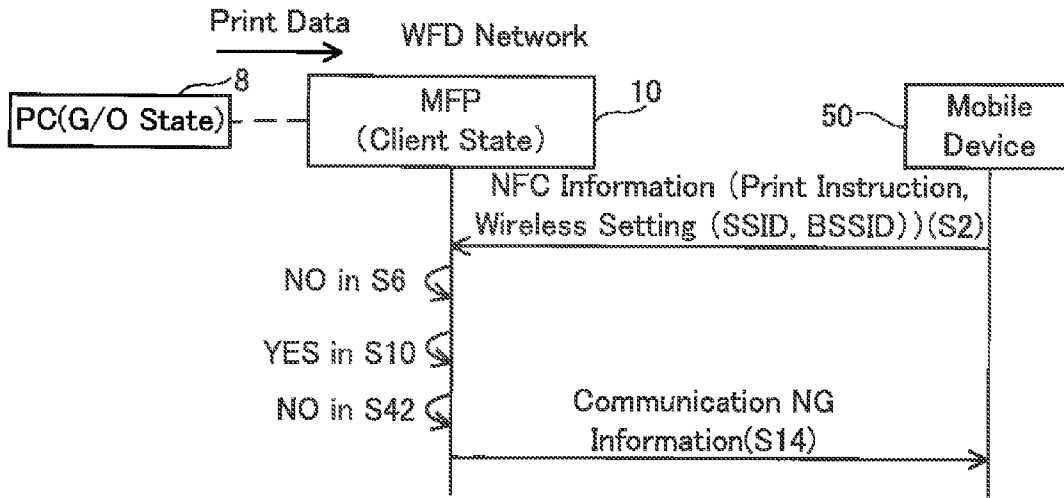 Print Data
WFD Network
8
PC(G/O State)
MFP
(Client State)
10
50
Mobile
Device
NFC Information (Print Instruction,
Wireless Setting (SSID, BSSID))(S2)
NO in S6
YES in S10
NO in S42
Communication NG
Information(S14)